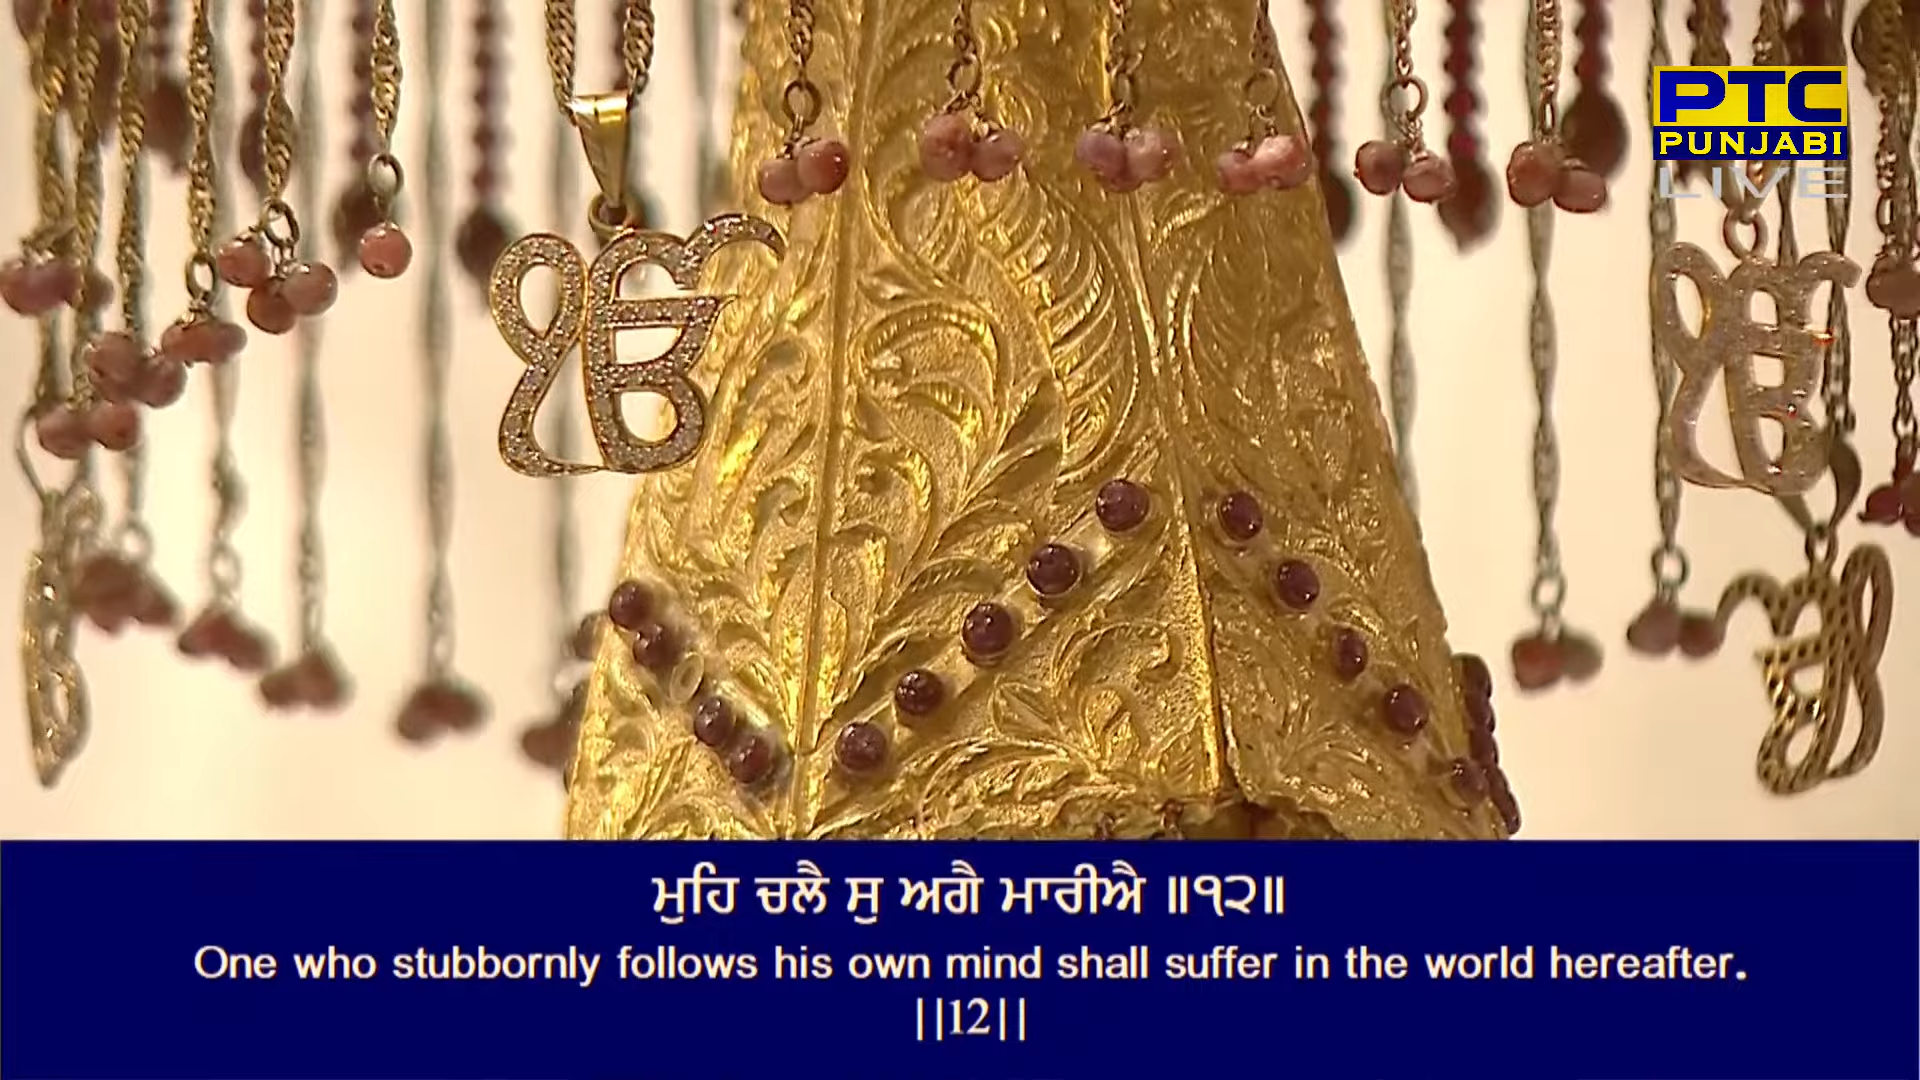 PTC
PUNJABI
LIVE
ਮੁਹਿ ਚਲੈ ਸੁ ਅਗੈ ਮਾਰੀਐ ॥੧੨॥
One who stubbornly follows his own mind shall suffer in the world hereafter.
||12||